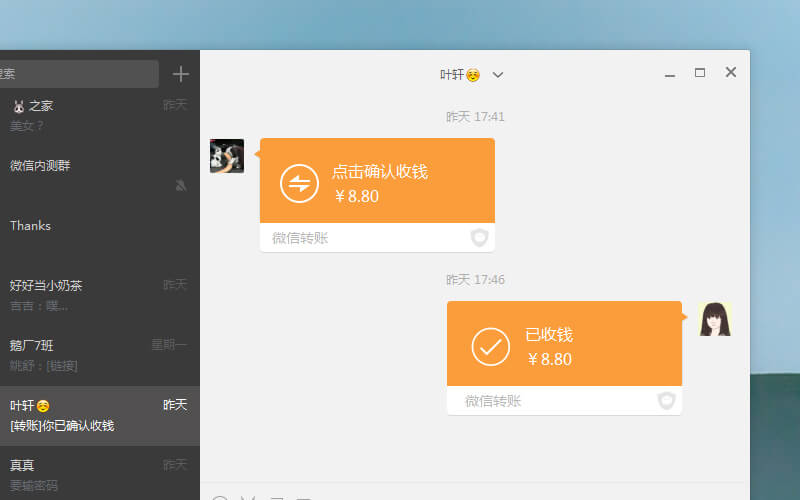 搜索
之家
昨天
美女？
微信内测群
Thanks
好好当小奶茶
昨天
吉吉：噗...
鹅厂7班
星期一
姚舒：[链接]
叶轩
昨天
[转账]你已确认收钱
真真
昨天
要输密码
叶轩
昨天 17:41
点击确认收钱
￥8.80
微信转账
昨天 17:46
已收钱
￥8.80
微信转账